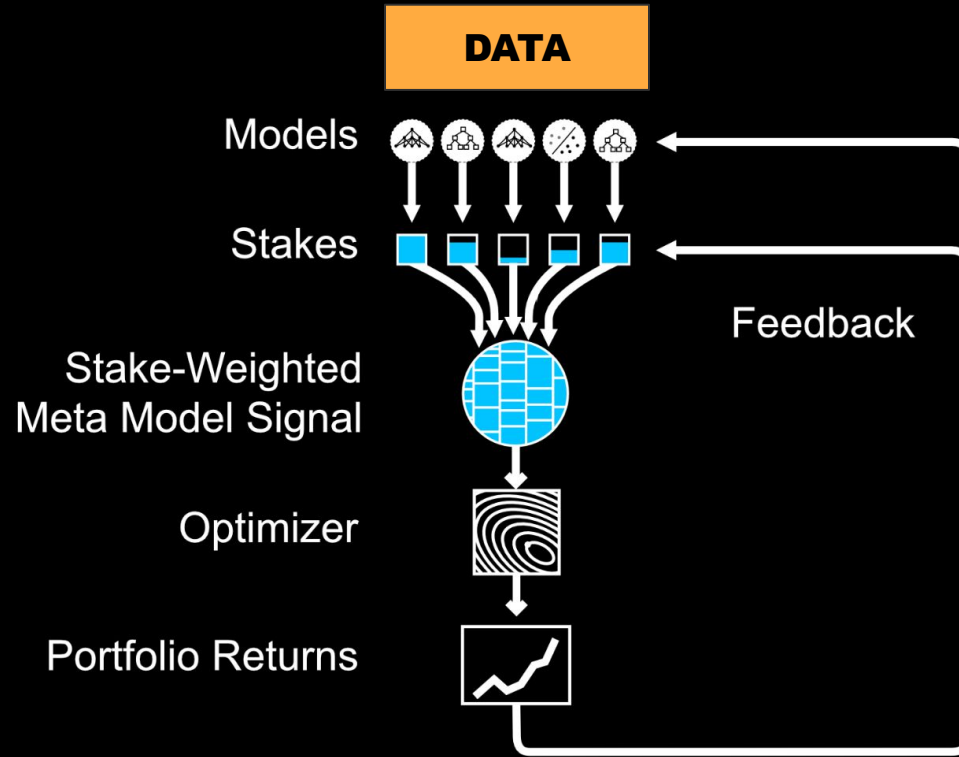 DATA
Models
Stakes
Feedback
Stake-Weighted
Meta Model Signal
Optimizer
Portfolio Returns